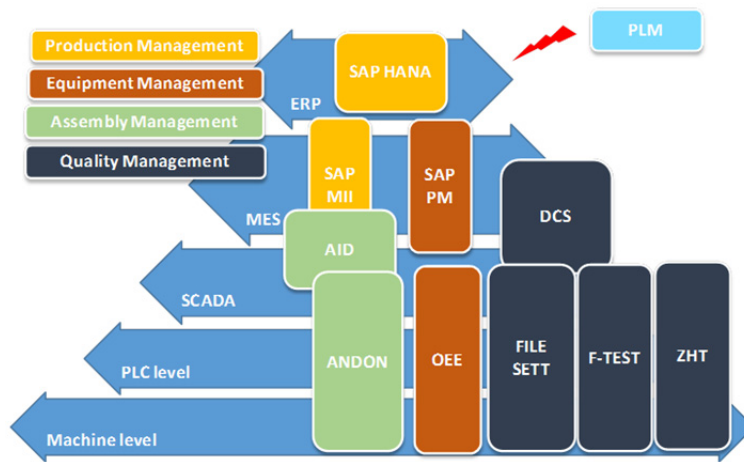 Production Management
Equipment Management
Assembly Management
Quality Management
PLM
SAP HANA
ERP
SAP
MII
SAP
PM
MES
DCS
AID
SCADA
ANDON
OEE
FILE
SETT
F-TEST
ZHT
PLC level
Machine level